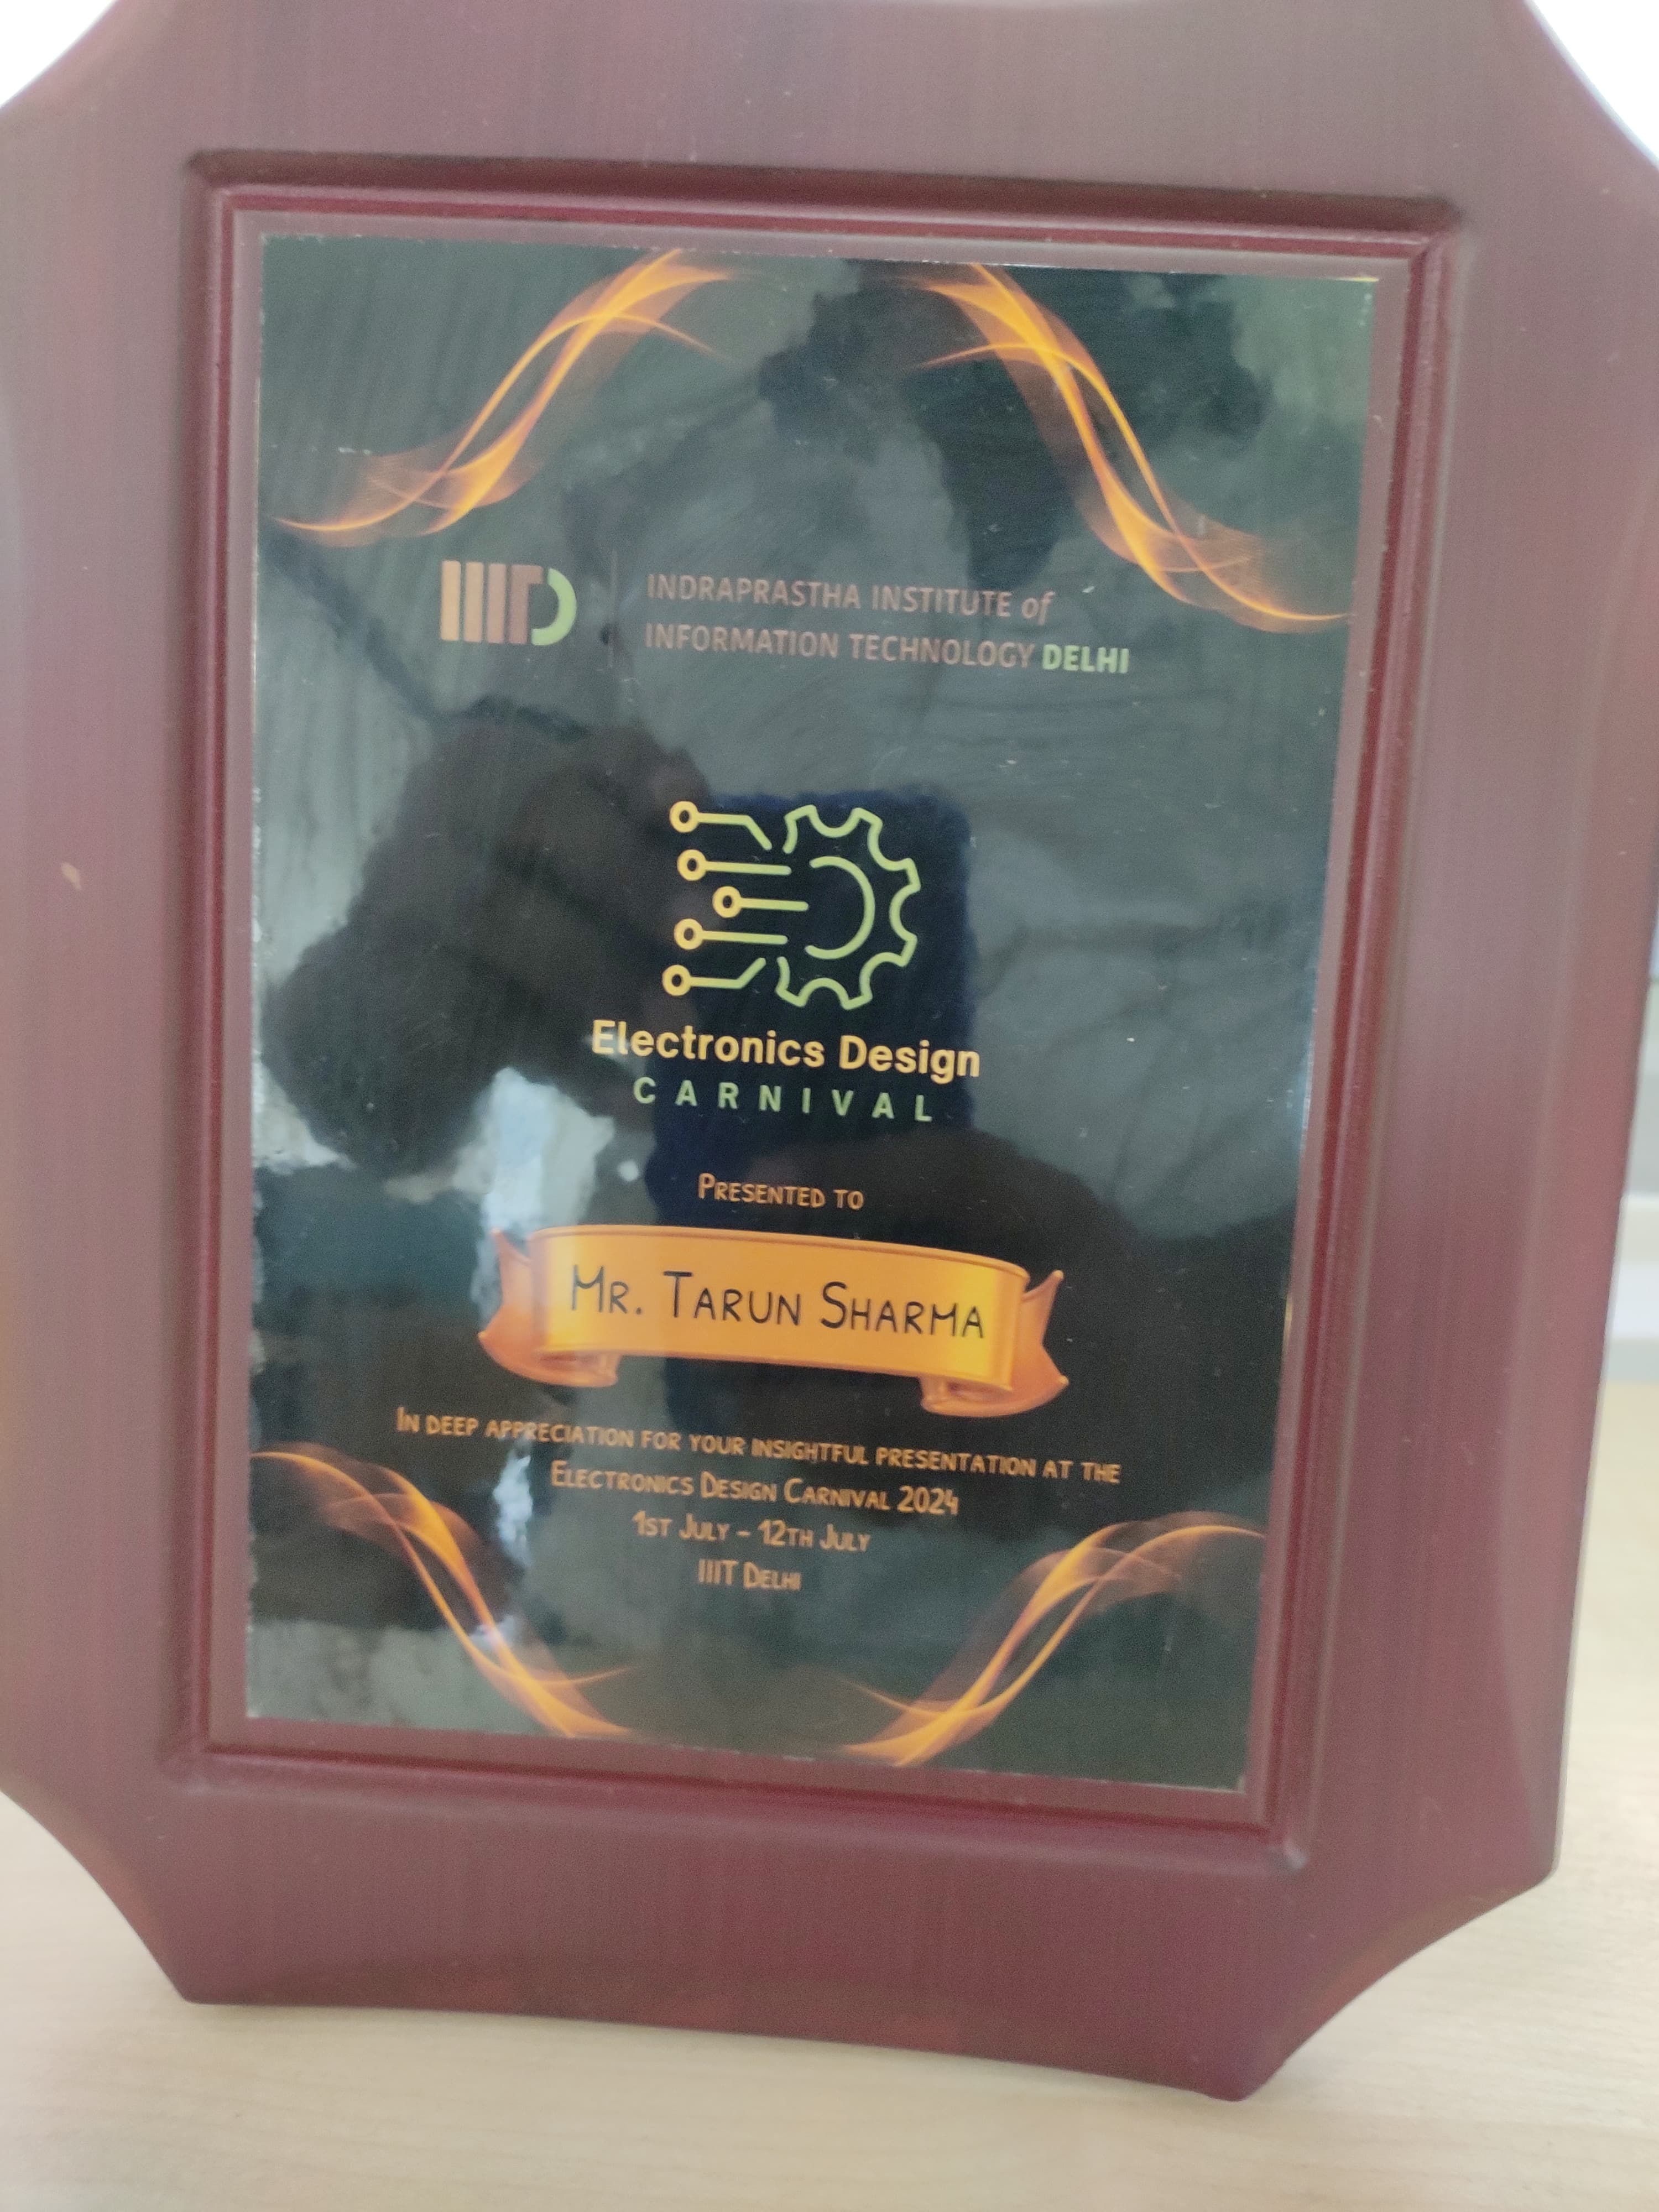 IIITD
INDRAPRASTHA INSTITUTE of
INFORMATION TECHNOLOGY DELHI
Electronics Design
CARNIVAL
PRESENTED TO
MR. TARUN SHARMA
IN DEEP APPRECIATION FOR YOUR INSIGHTFUL PRESENTATION AT THE
ELECTRONICS DESIGN CARNIVAL 2024
1ST JULY - 12TH JULY
IIIT DELHI